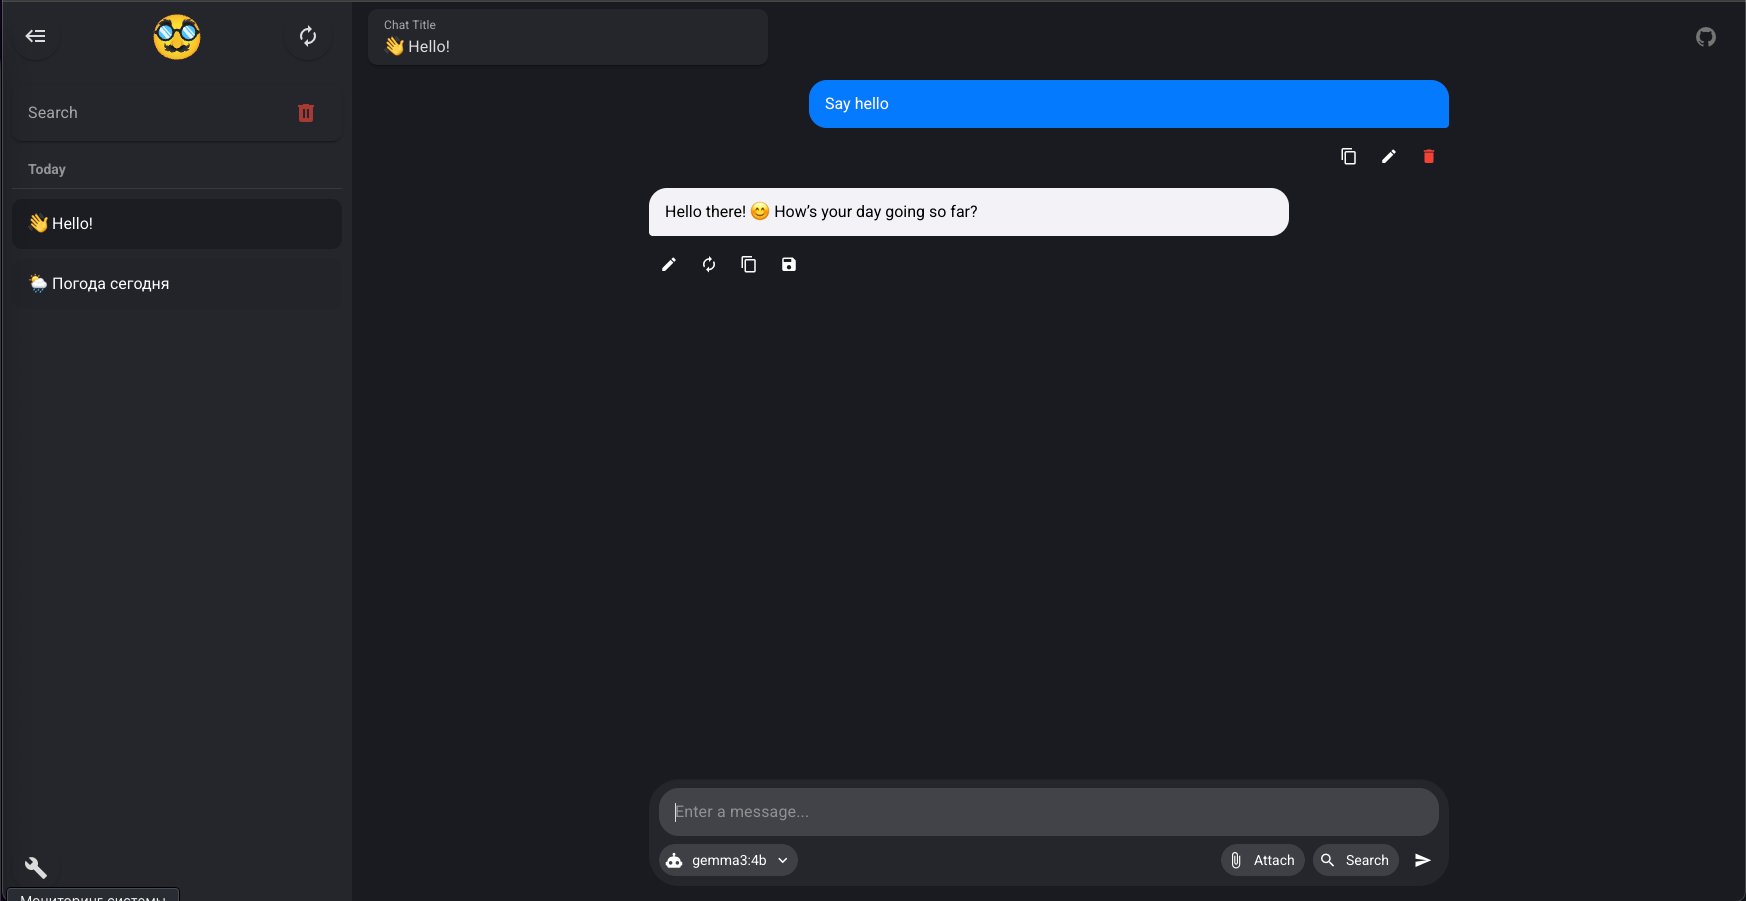 Chat Title
👋 Hello!
Search
Today
👋 Hello!
🌦 Погода сегодня
Say hello
Hello there! 😊 How’s your day going so far?
Enter a message...
gemma3:4b
Attach
Search
Мониторинг системы